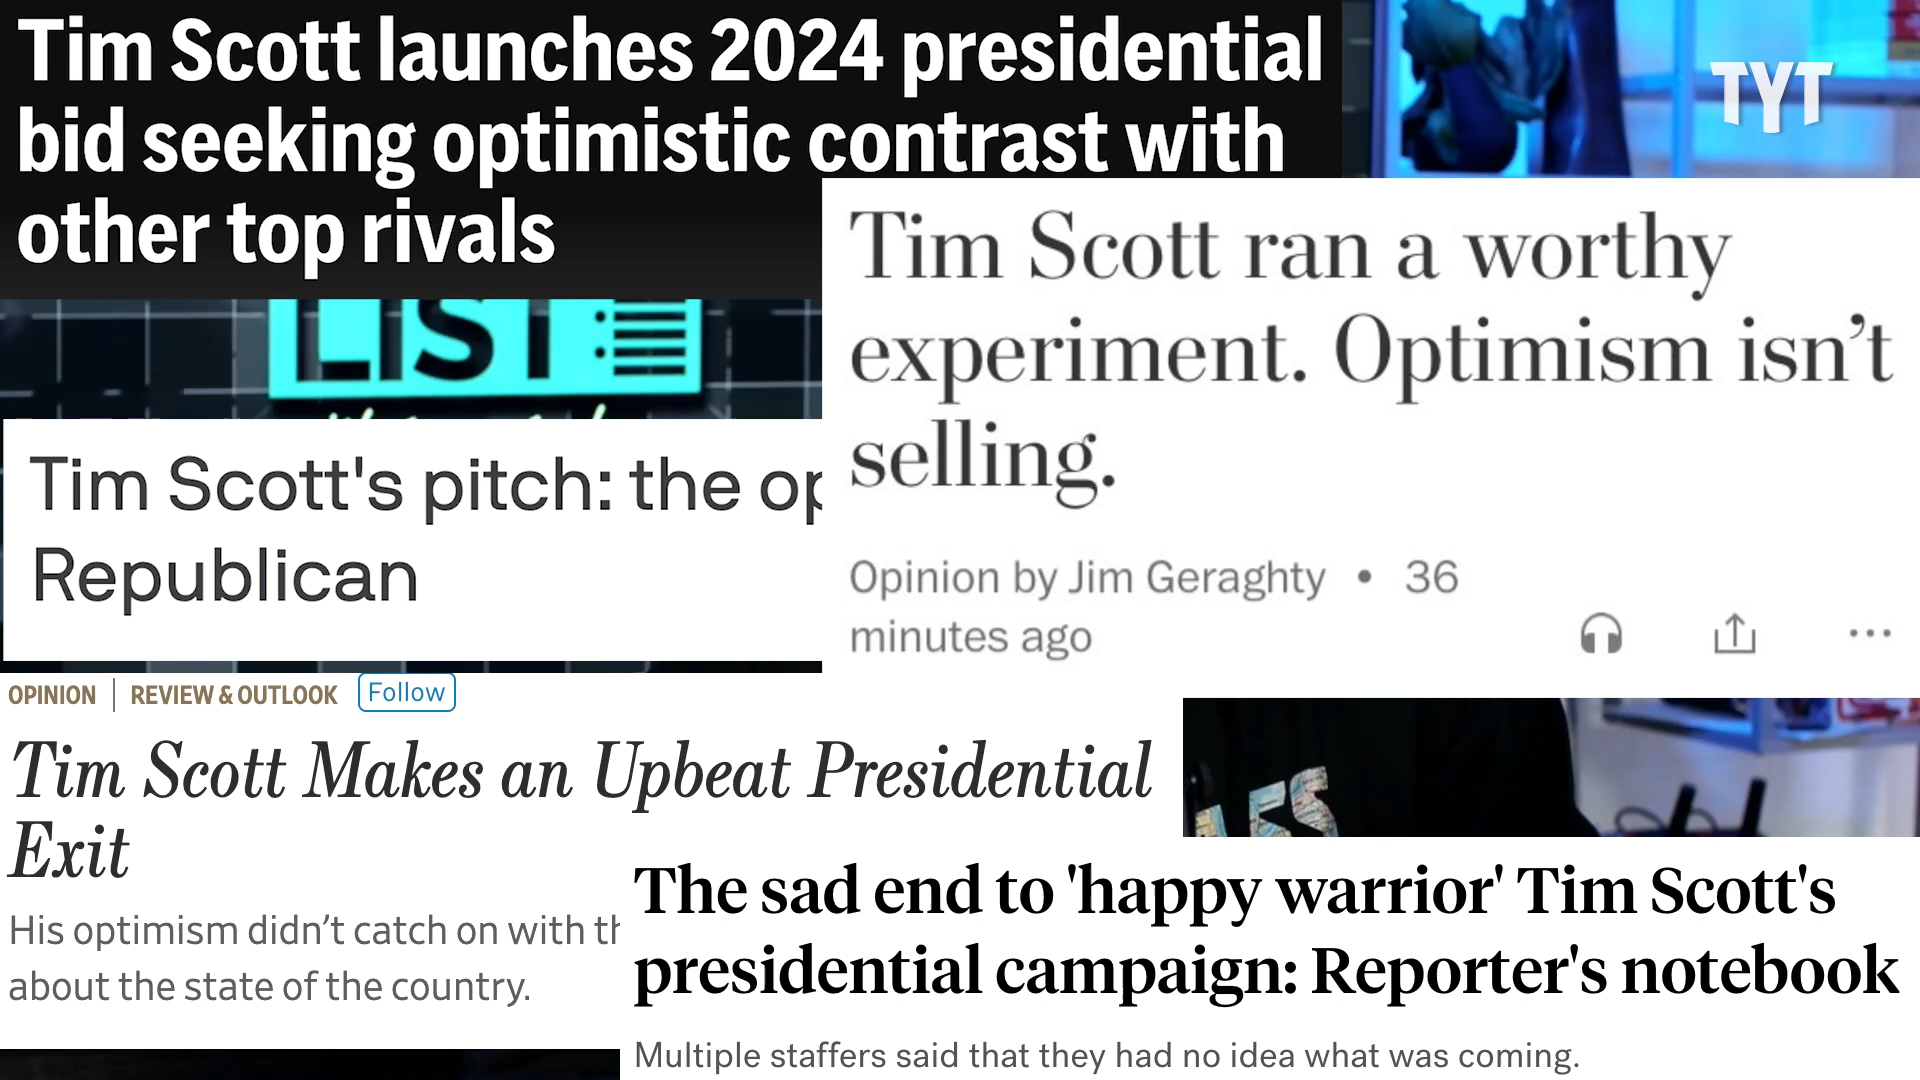 Tim Scott launches 2024 presidential
bid seeking optimistic contrast with
other top rivals
TYT
Tim Scott ran a worthy
experiment. Optimism isn’t
selling.
Opinion by Jim Geraghty • 36
minutes ago
LIST
Tim Scott's pitch: the op
Republican
OPINION | REVIEW & OUTLOOK Follow
Tim Scott Makes an Upbeat Presidential
Exit
His optimism didn’t catch on with th
about the state of the country.
The sad end to 'happy warrior' Tim Scott's
presidential campaign: Reporter's notebook
Multiple staffers said that they had no idea what was coming.